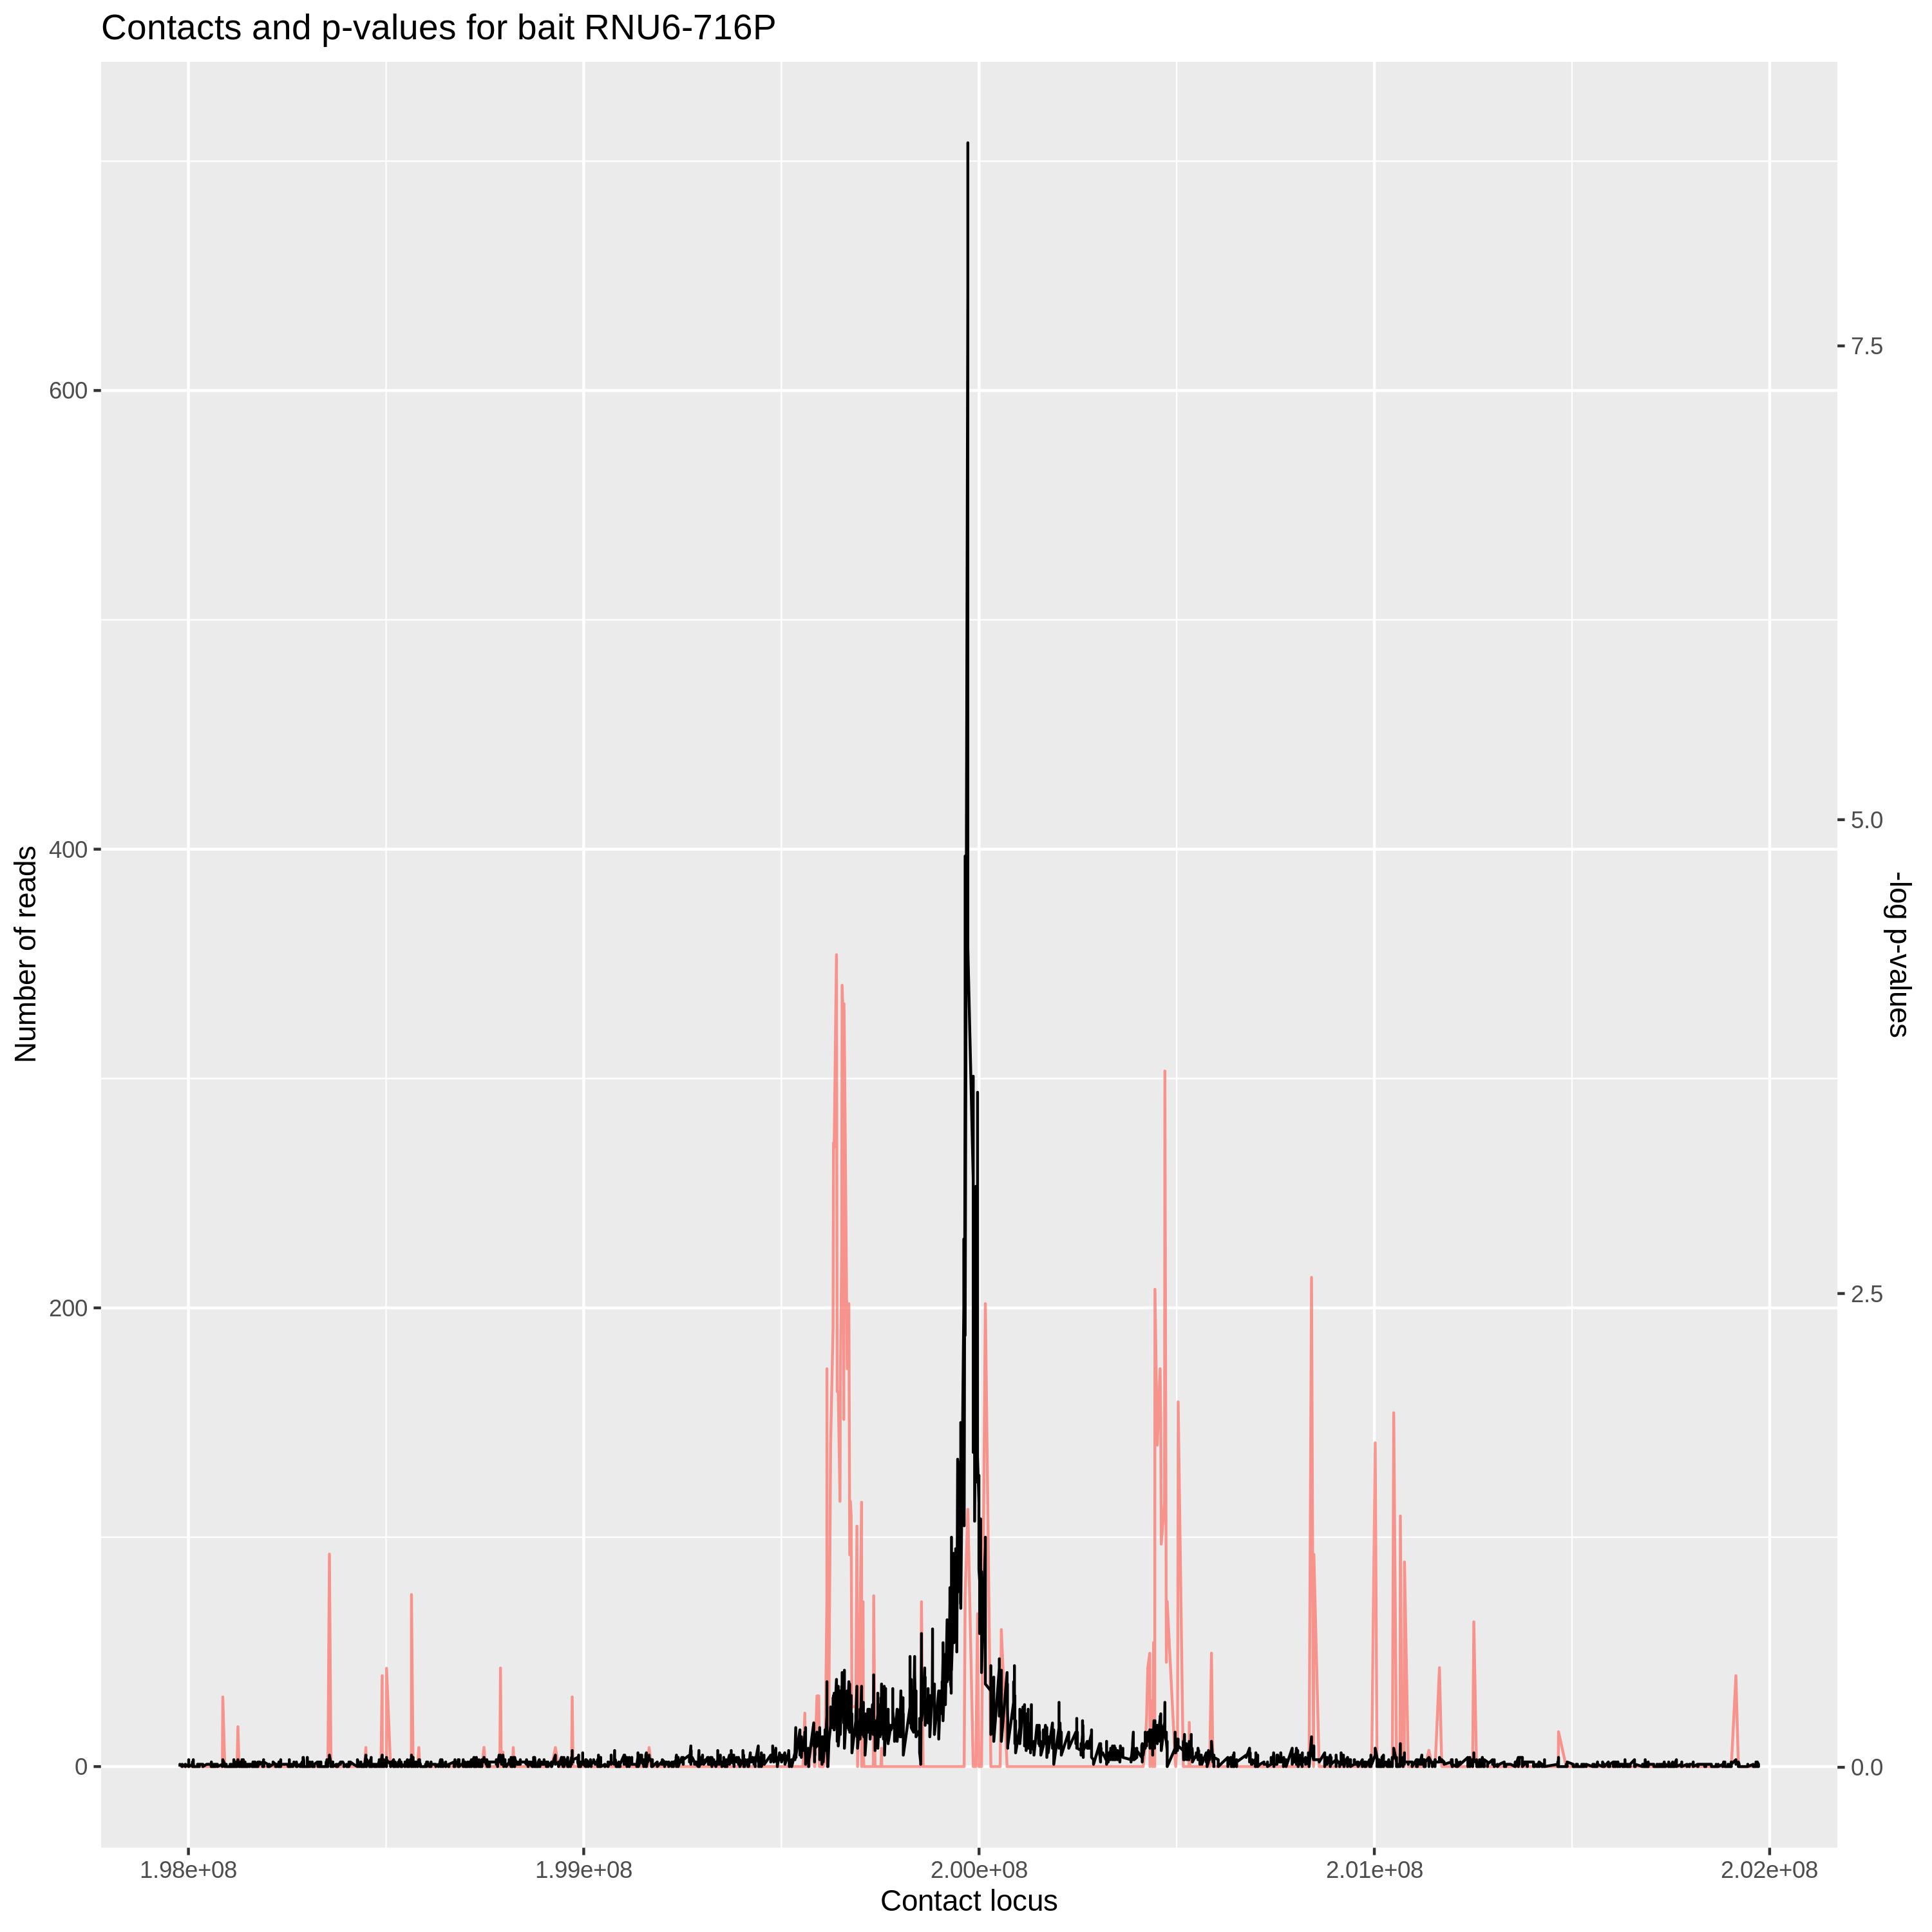 Contacts and p-values for bait RNU6-716P
Number of reads
600
400
200
0
7.5
5.0
2.5
0.0
-log p-values
1.98e+08
1.99e+08
2.00e+08
2.01e+08
2.02e+08
Contact locus